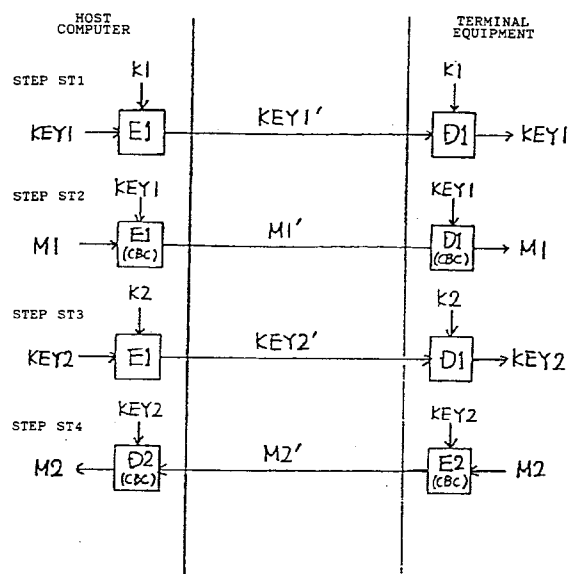 HOST
COMPUTER
TERMINAL
EQUIPMENT
STEP ST1
K1
K1
KEY1
E1
KEY1'
D1
KEY1
STEP ST2
KEY1
KEY1
M1
E1
(CBC)
M1'
D1
(CBC)
M1
STEP ST3
K2
K2
KEY2
E1
KEY2'
D1
KEY2
STEP ST4
KEY2
KEY2
M2
D2
(CBC)
M2'
E2
(CBC)
M2